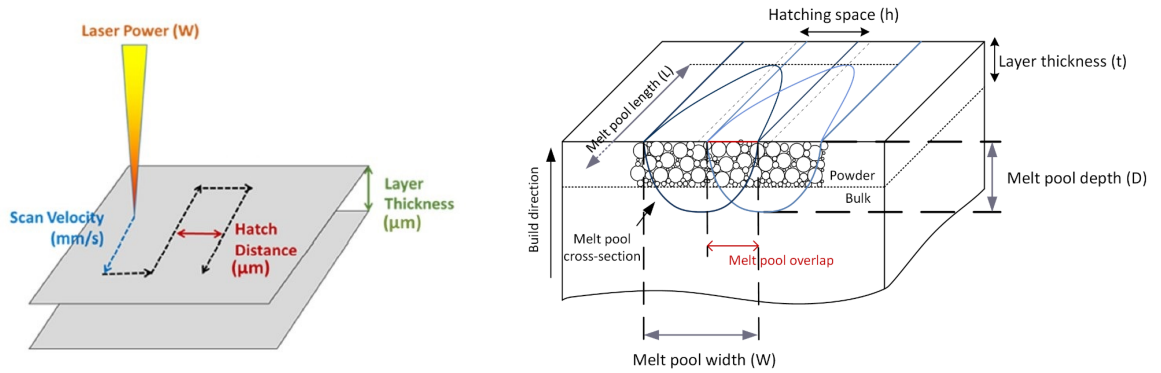 Laser Power (W)
Scan Velocity
(mm/s)
Hatch
Distance
(µm)
Layer
Thickness
(µm)
Hatching space (h)
Layer thickness (t)
Melt pool length (L)
Build direction
Powder
Bulk
Melt pool depth (D)
Melt pool
cross-section
Melt pool overlap
Melt pool width (W)